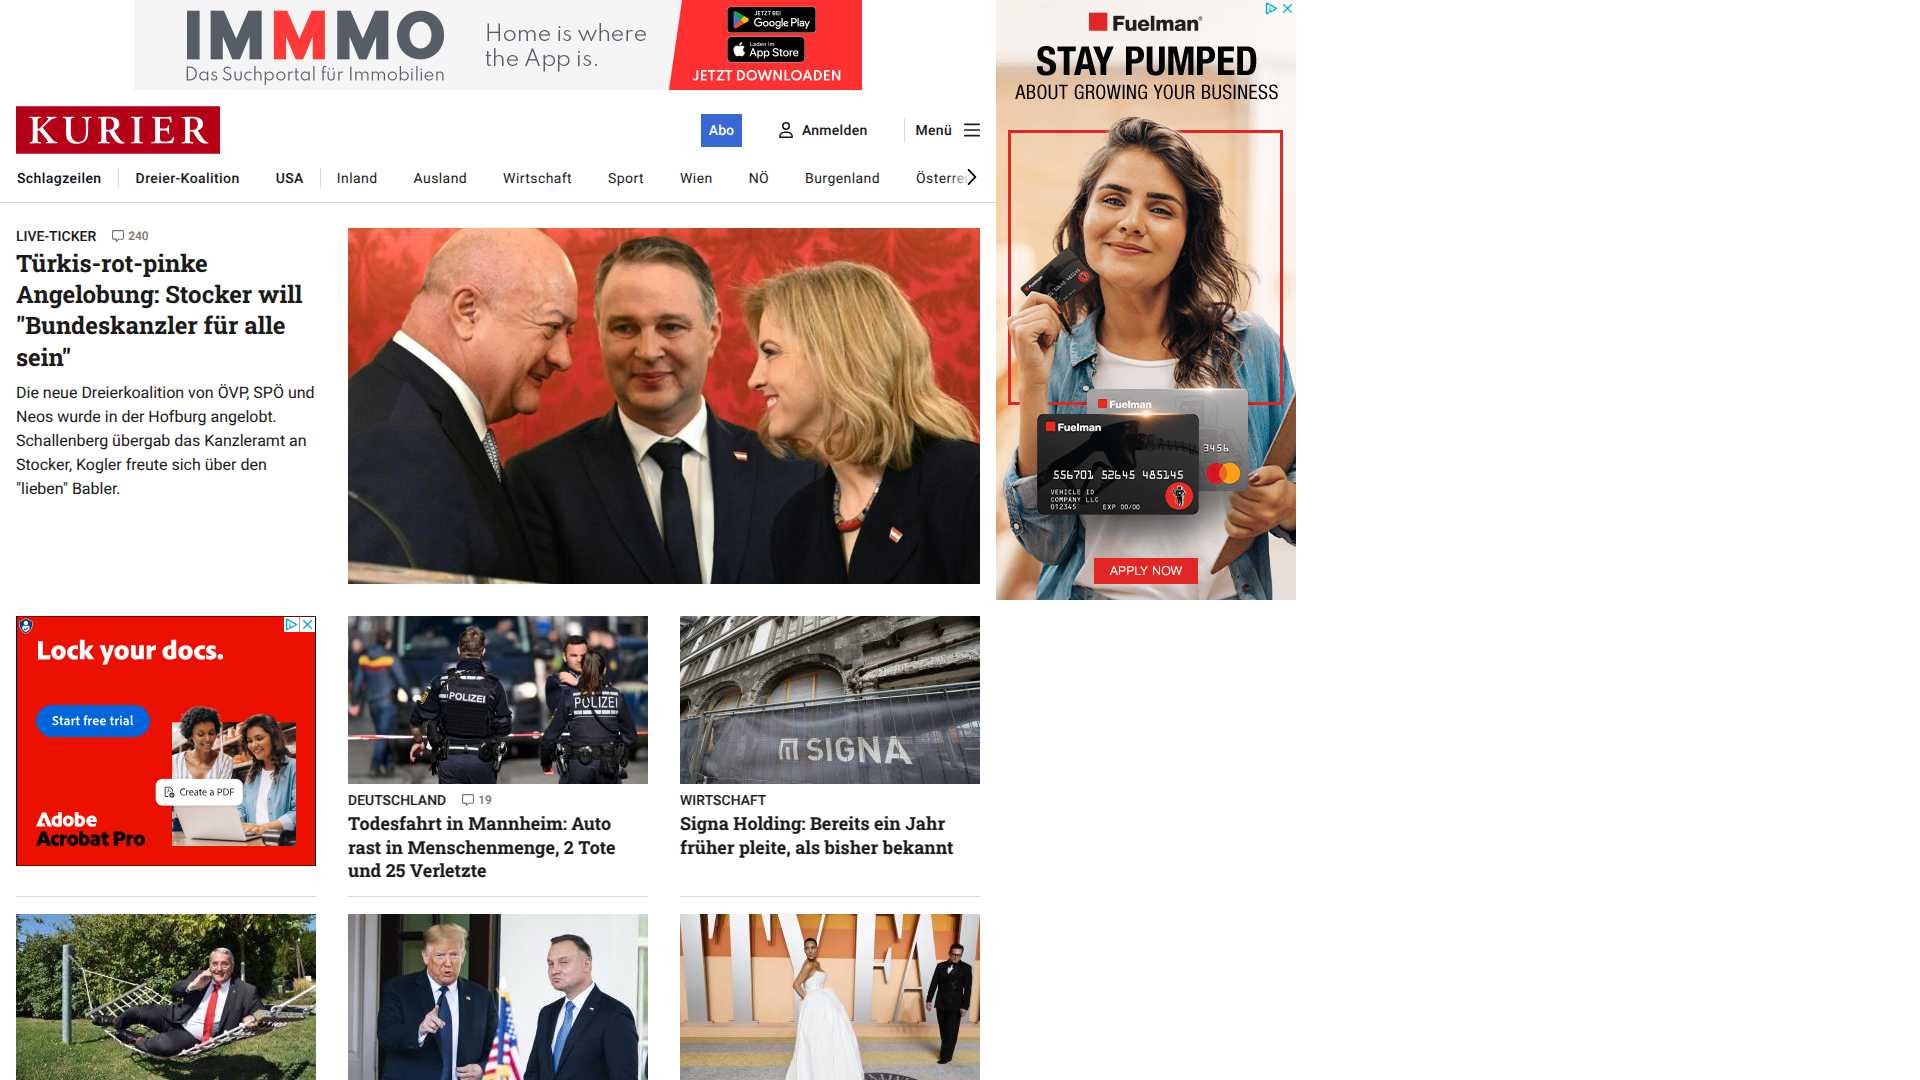 IMMMO
Das Suchportal für Immobilien
Home is where
the App is.
JETZT BEI
Google Play
Laden im
App Store
JETZT DOWNLOADEN
KURIER
Abo
Anmelden
Menü
Schlagzeilen
Dreier-Koalition
USA
Inland
Ausland
Wirtschaft
Sport
Wien
NÖ
Burgenland
Österre
LIVE-TICKER 240
Türkis-rot-pinke
Angelobung: Stocker will
"Bundeskanzler für alle
sein"
Die neue Dreierkoalition von ÖVP, SPÖ und
Neos wurde in der Hofburg angelobt.
Schallenberg übergab das Kanzleramt an
Stocker, Kogler freute sich über den
"lieben" Babler.
Fuelman
STAY PUMPED
ABOUT GROWING YOUR BUSINESS
Fuelman
3456
Fuelman
556701 52645 485145
VEHICLE ID
COMPANY LLC
012345 EXP 00/00
APPLY NOW
Lock your docs.
Start free trial
Create a PDF
Adobe
Acrobat Pro
POLIZEI
POLIZEI
DEUTSCHLAND 19
Todesfahrt in Mannheim: Auto
rast in Menschenmenge, 2 Tote
und 25 Verletzte
SIGNA
WIRTSCHAFT
Signa Holding: Bereits ein Jahr
früher pleite, als bisher bekannt